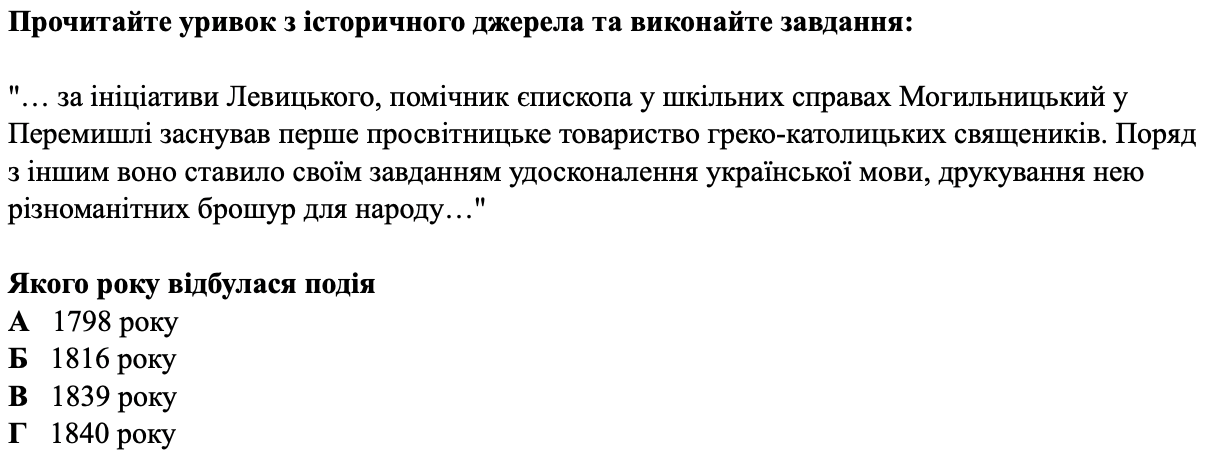 Прочитайте уривок з історичного джерела та виконайте завдання:
"… за ініціативи Левицького, помічник єпископа у шкільних справах Могильницький у
Перемишлі заснував перше просвітницьке товариство греко-католицьких священиків. Поряд
з іншим воно ставило своїм завданням удосконалення української мови, друкування нею
різноманітних брошур для народу…"
Якого року відбулася подія
А 1798 року
Б 1816 року
В 1839 року
Г 1840 року